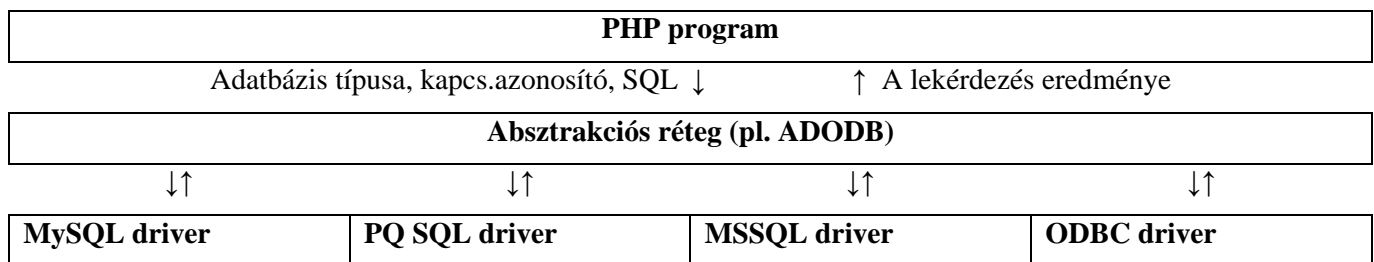 PHP program
Adatbázis típusa, kapcs.azonosító, SQL ↓ ↑ A lekérdezés eredménye
Absztrakciós réteg (pl. ADODB)
↓↑ ↓↑ ↓↑ ↓↑
MySQL driver PQ SQL driver MSSQL driver ODBC driver